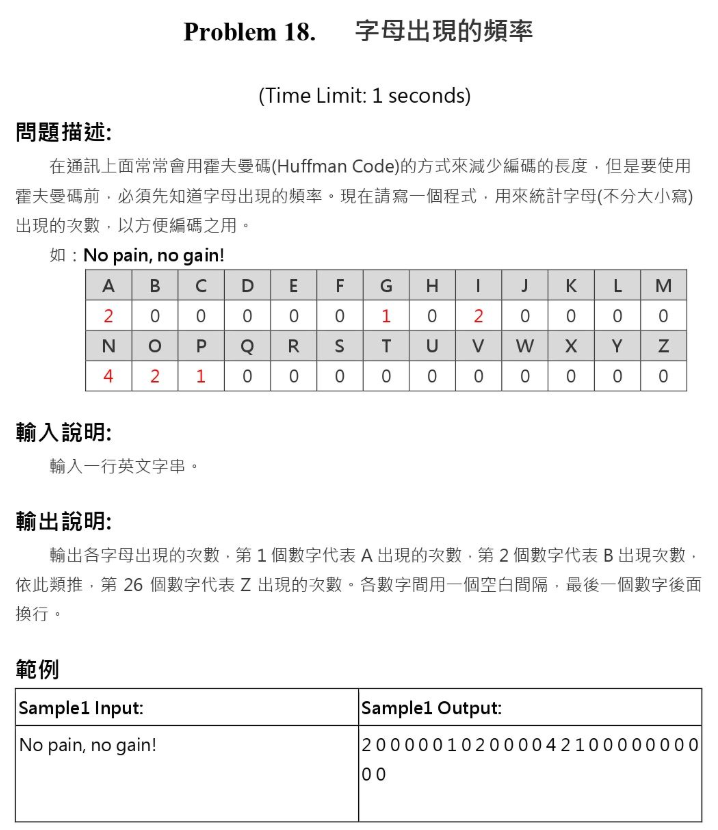 Problem 18. 字母出現的頻率
(Time Limit: 1 seconds)
問題描述:
在通訊上面常常會用霍夫曼碼(Huffman Code)的方式來減少編碼的長度，但是要使用
霍夫曼碼前，必須先知道字母出現的頻率。現在請寫一個程式，用來統計字母(不分大小寫)
出現的次數，以方便編碼之用。
如：No pain, no gain!
A B C D E F G H I J K L M
2 0 0 0 0 0 1 0 2 0 0 0 0
N O P Q R S T U V W X Y Z
4 2 1 0 0 0 0 0 0 0 0 0 0
輸入說明:
輸入一行英文字串。
輸出說明:
輸出各字母出現的次數，第 1 個數字代表 A 出現的次數，第 2 個數字代表 B 出現次數，
依此類推，第 26 個數字代表 Z 出現的次數。各數字間用一個空白間隔，最後一個數字後面
換行。
範例
Sample1 Input: Sample1 Output:
No pain, no gain! 2 0 0 0 0 0 1 0 2 0 0 0 0 4 2 1 0 0 0 0 0 0 0 0
0 0